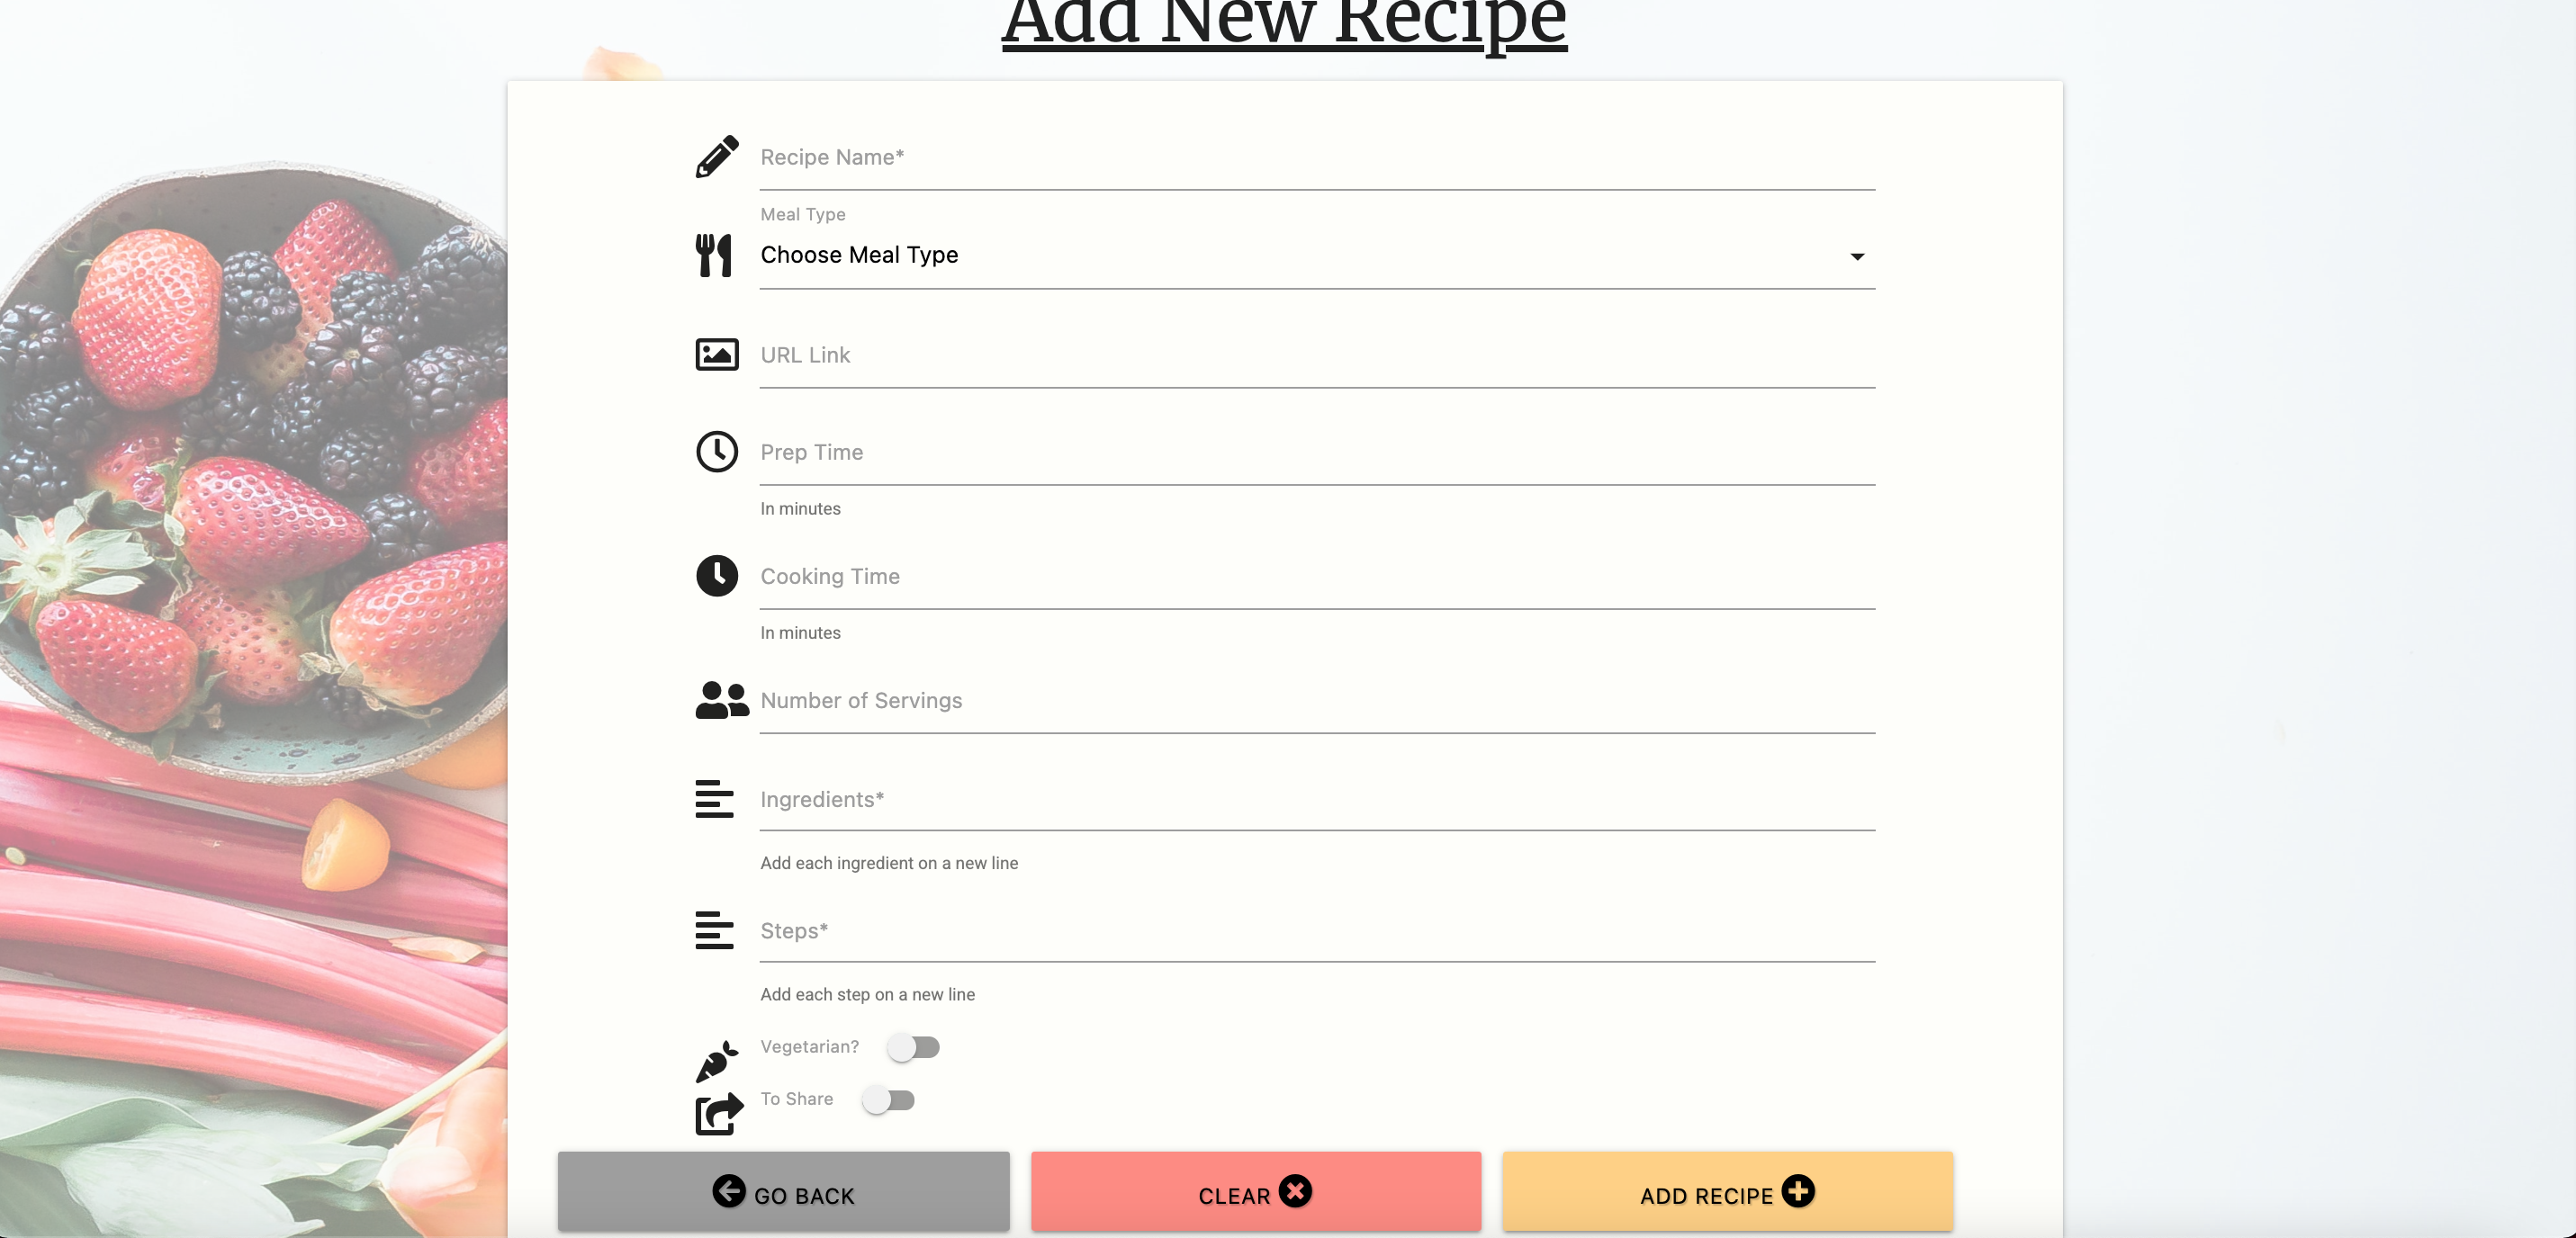 Add New Recipe
Recipe Name*
Meal Type
Choose Meal Type
URL Link
Prep Time
In minutes
Cooking Time
In minutes
Number of Servings
Ingredients*
Add each ingredient on a new line
Steps*
Add each step on a new line
Vegetarian?
To Share
GO BACK
CLEAR
ADD RECIPE